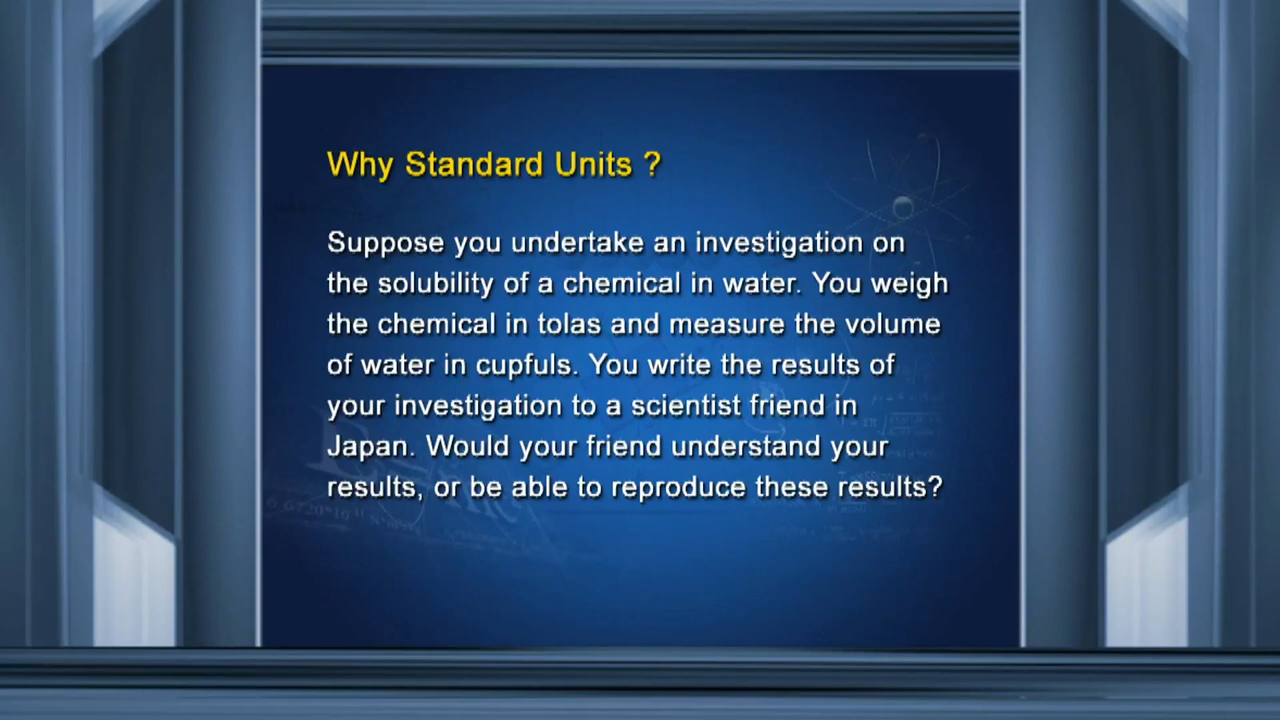 Why Standard Units ?
Suppose you undertake an investigation on
the solubility of a chemical in water. You weigh
the chemical in tolas and measure the volume
of water in cupfuls. You write the results of
your investigation to a scientist friend in
Japan. Would your friend understand your
results, or be able to reproduce these results?